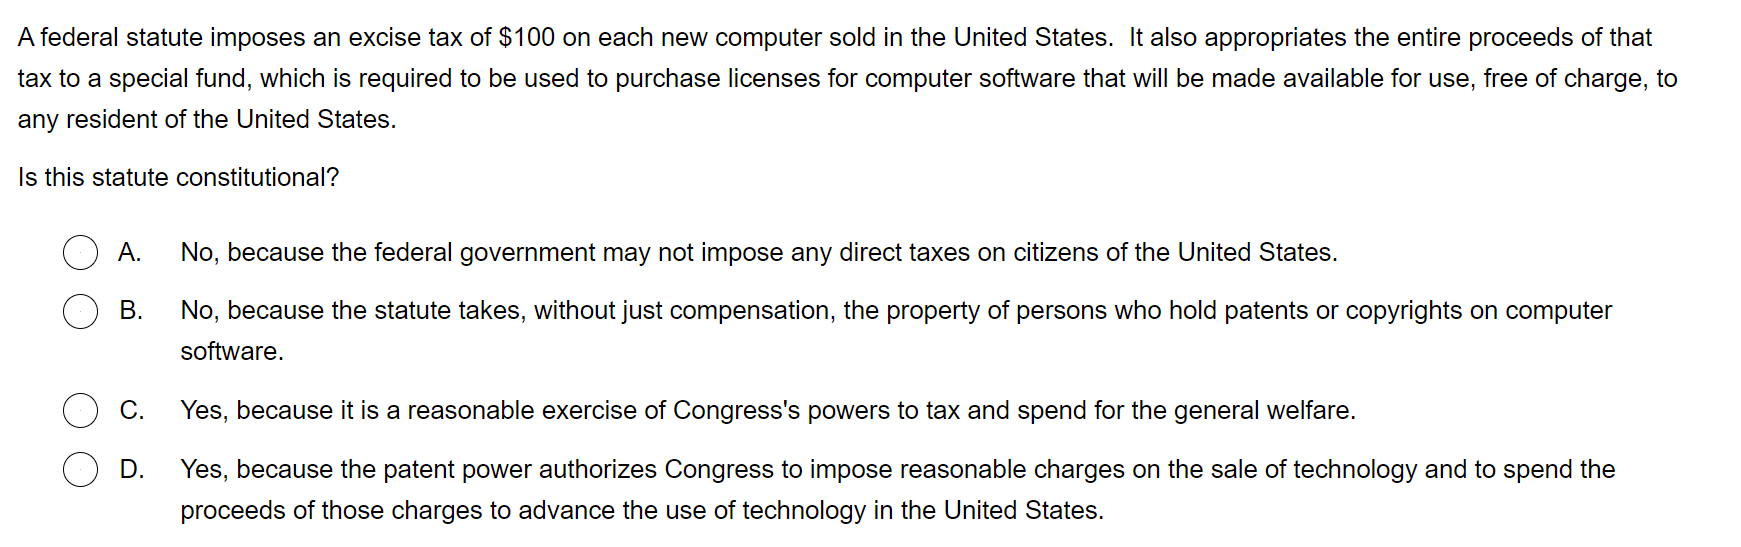 A federal statute imposes an excise tax of $100 on each new computer sold in the United States.  It also appropriates the entire proceeds of that
tax to a special fund, which is required to be used to purchase licenses for computer software that will be made available for use, free of charge, to
any resident of the United States.
Is this statute constitutional?
A. No, because the federal government may not impose any direct taxes on citizens of the United States.
B. No, because the statute takes, without just compensation, the property of persons who hold patents or copyrights on computer
software.
C. Yes, because it is a reasonable exercise of Congress's powers to tax and spend for the general welfare.
D. Yes, because the patent power authorizes Congress to impose reasonable charges on the sale of technology and to spend the
proceeds of those charges to advance the use of technology in the United States.